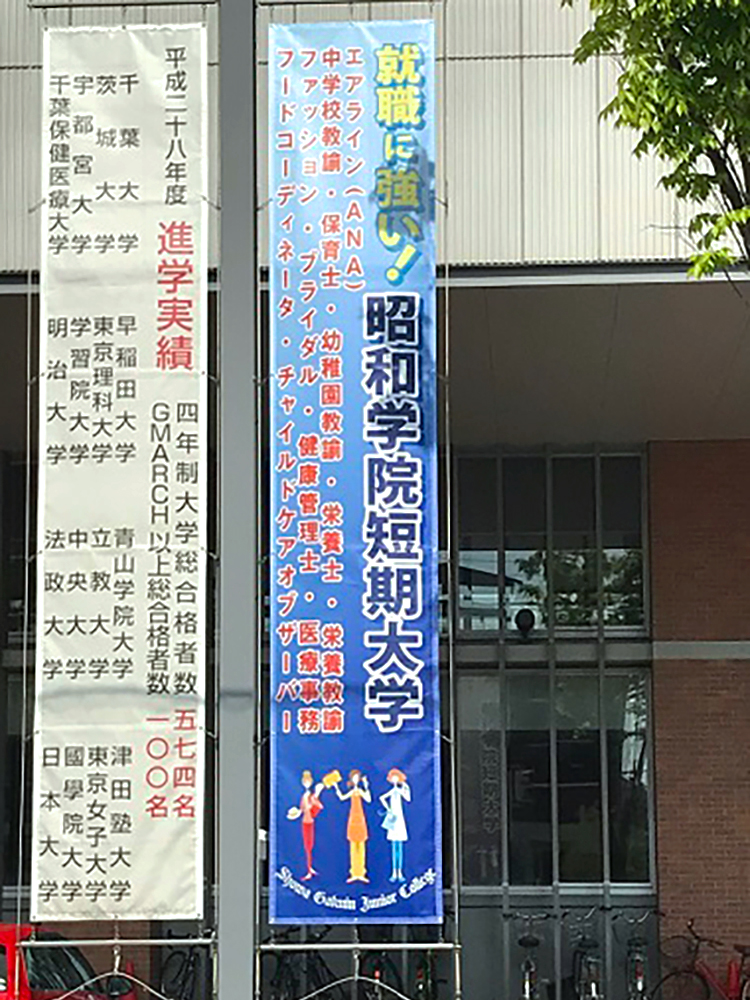 就職に強い! 昭和学院短期大学
エアライン(ANA)
中学校教諭・保育士・幼稚園教諭・栄養士・栄養教諭
ファッション・ブライダル・健康管理士・医療事務
フードコーディネータ・チャイルドケアオブザーバー
Showa Gakuin Junior College
平成二十八年度 進学実績
四年制大学総合格者数 五七四名
GMARCH以上総合格者数 一〇〇名
千葉大学 早稲田大学 青山学院大学 津田塾大学
茨城大学 東京理科大学 立教大学 東京女子大学
宇都宮大学 学習院大学 中央大学 國學院大学
千葉保健医療大学 明治大学 法政大学 日本大学